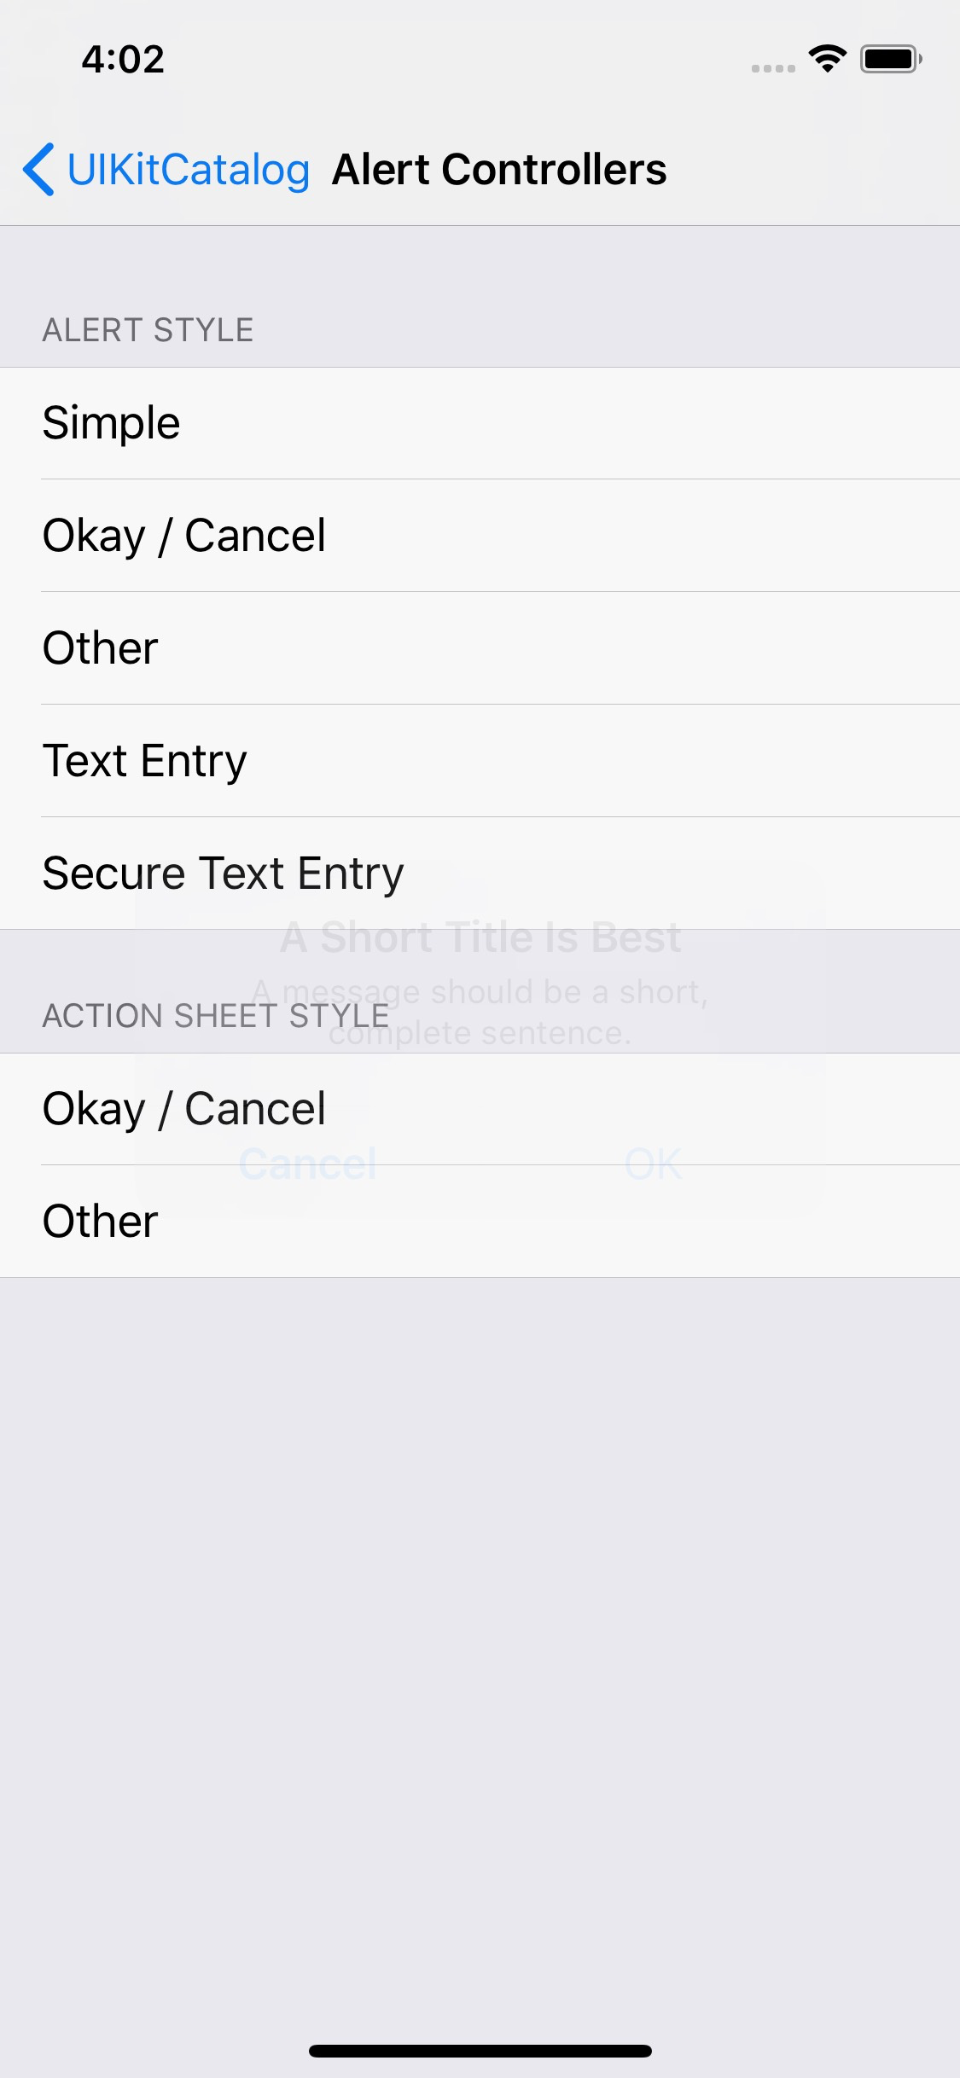 4:02
UIKitCatalog Alert Controllers
ALERT STYLE
Simple
Okay / Cancel
Other
Text Entry
Secure Text Entry
A Short Title Is Best
A message should be a short,
complete sentence.
ACTION SHEET STYLE
Okay / Cancel
Cancel OK
Other